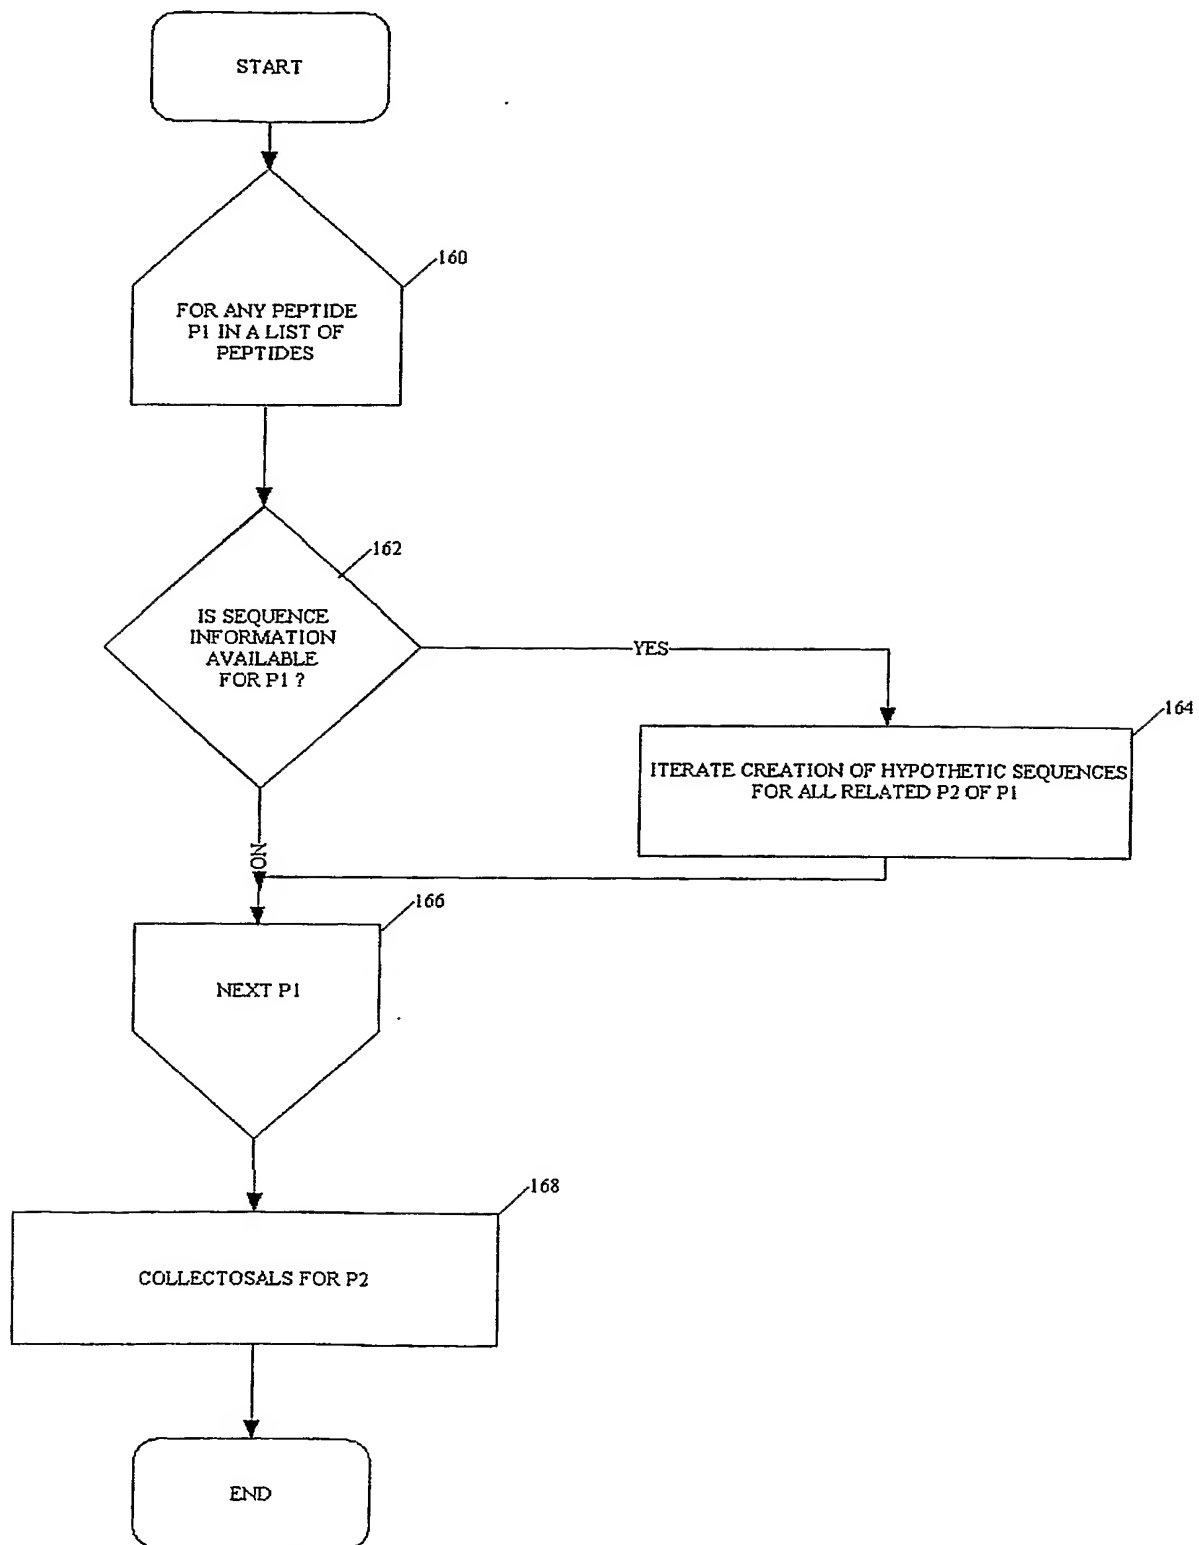 START
160
FOR ANY PEPTIDE
P1 IN A LIST OF
PEPTIDES
162
IS SEQUENCE
INFORMATION
AVAILABLE
FOR P1 ?
YES
164
ITERATE CREATION OF HYPOTHETIC SEQUENCES
FOR ALL RELATED P2 OF P1
NO
166
NEXT P1
168
COLLECTOSALS FOR P2
END